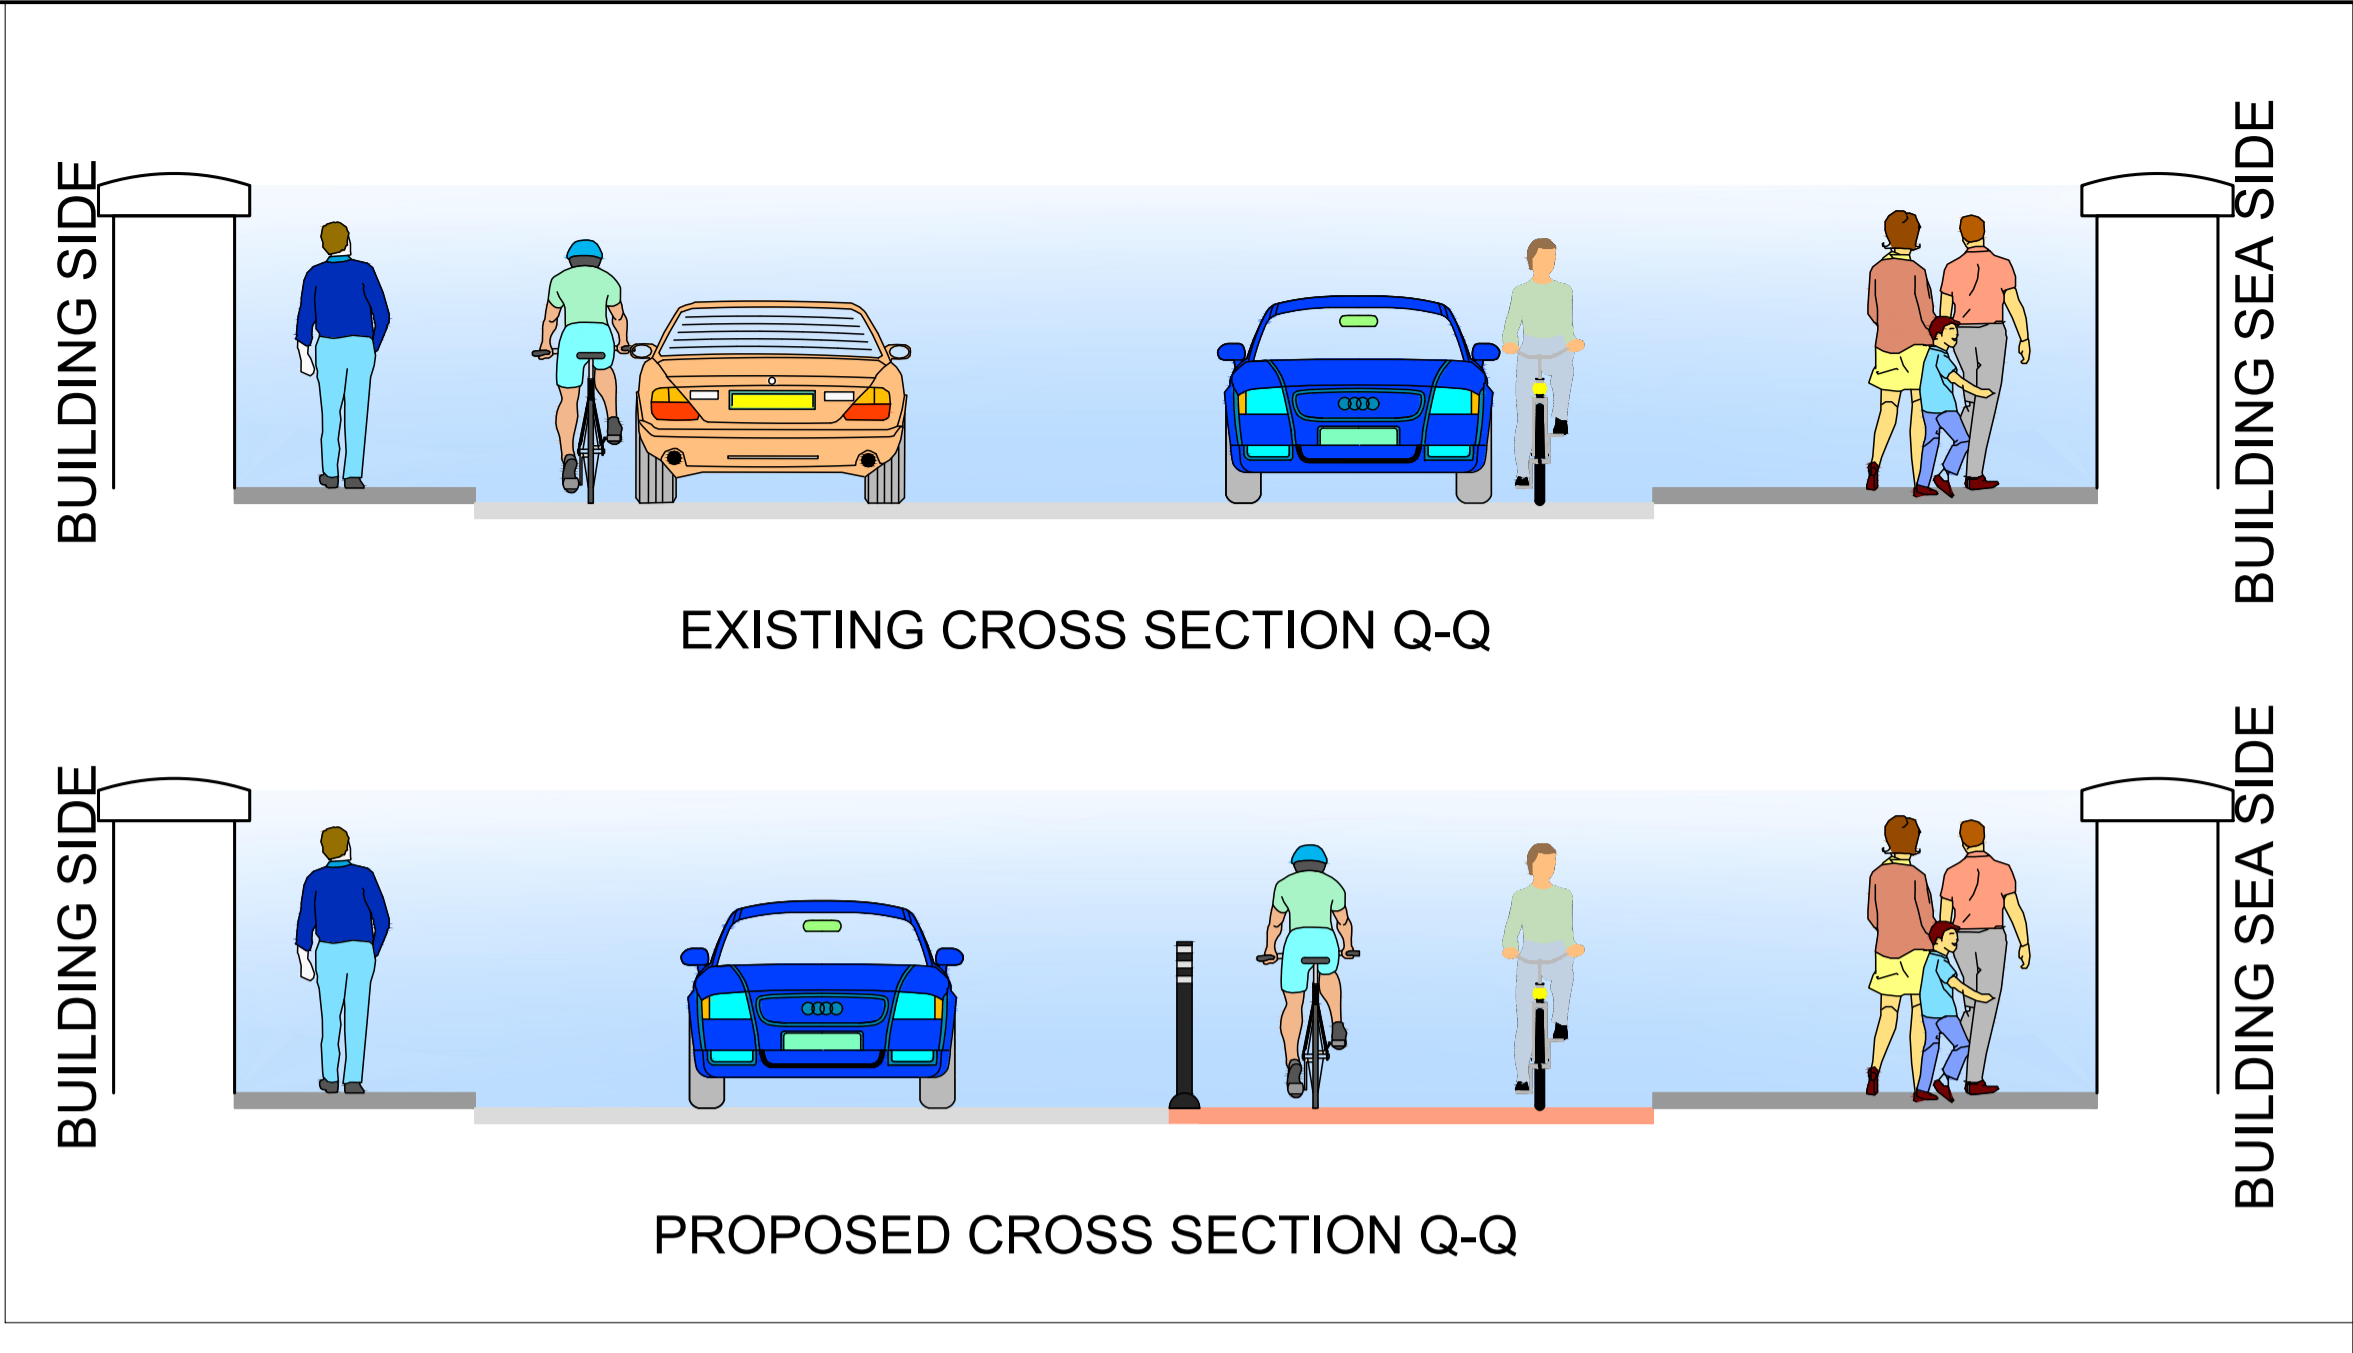 BUILDING SIDE
BUILDING SEA SIDE
EXISTING CROSS SECTION Q-Q
BUILDING SIDE
BUILDING SEA SIDE
PROPOSED CROSS SECTION Q-Q